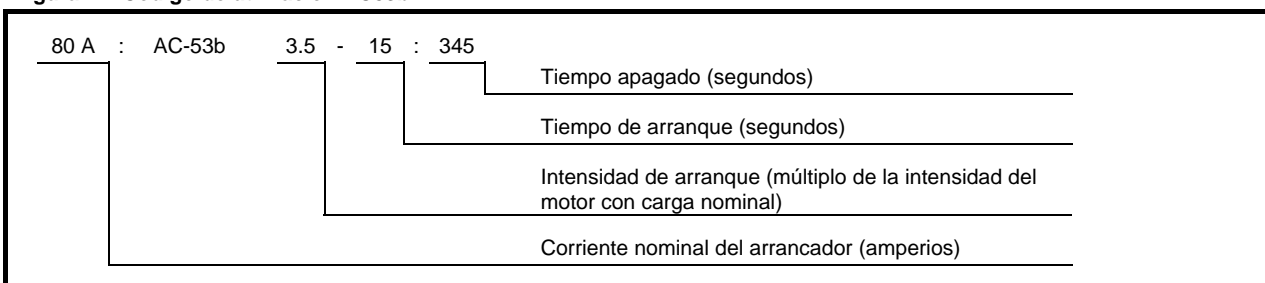 80 A : AC-53b 3.5 - 15 : 345
Tiempo apagado (segundos)
Tiempo de arranque (segundos)
Intensidad de arranque (múltiplo de la intensidad del
motor con carga nominal)
Corriente nominal del arrancador (amperios)